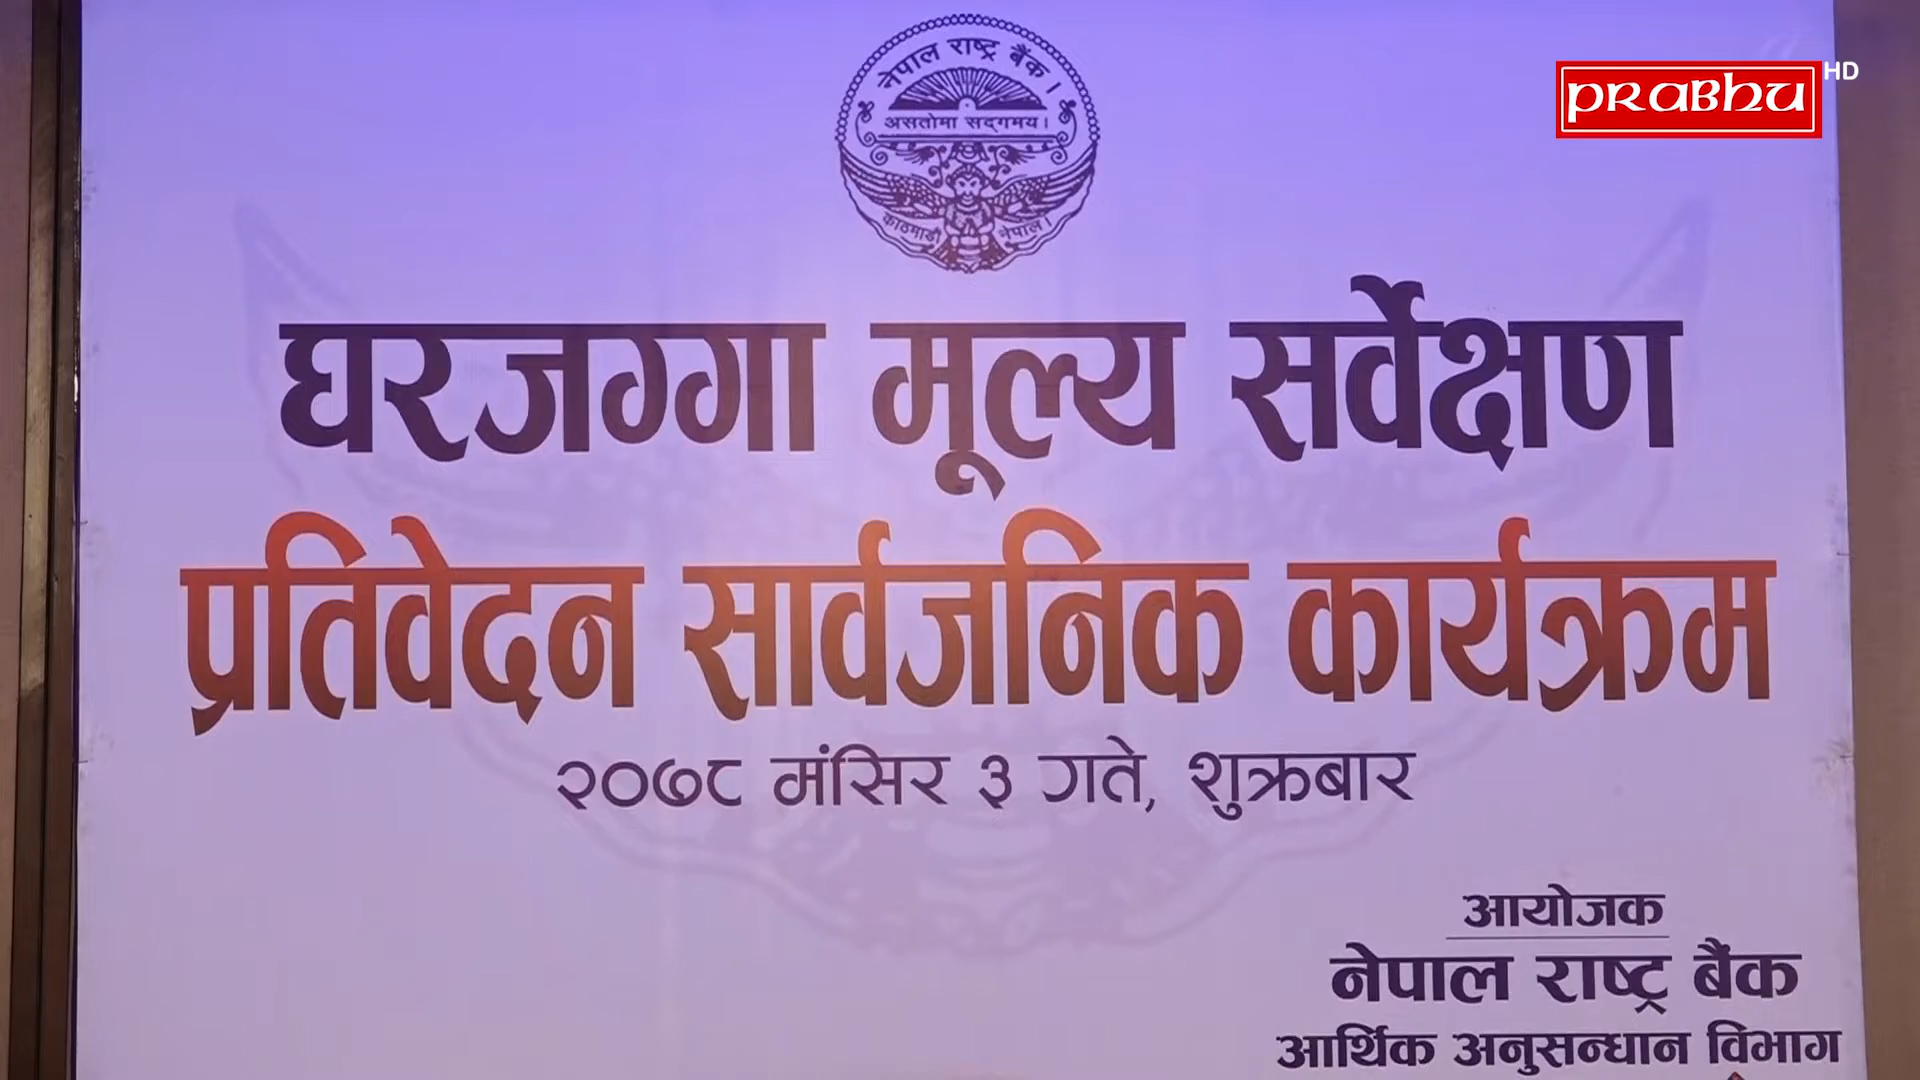 नेपाल राष्ट्र बैंक।
असतोमा सद्गमय।
काठमाडौं नेपाल।
PRABHU HD
घरजग्गा मूल्य सर्वेक्षण
प्रतिवेदन सार्वजनिक कार्यक्रम
२०७८ मंसिर ३ गते, शुक्रबार
आयोजक
नेपाल राष्ट्र बैंक
आर्थिक अनुसन्धान विभाग